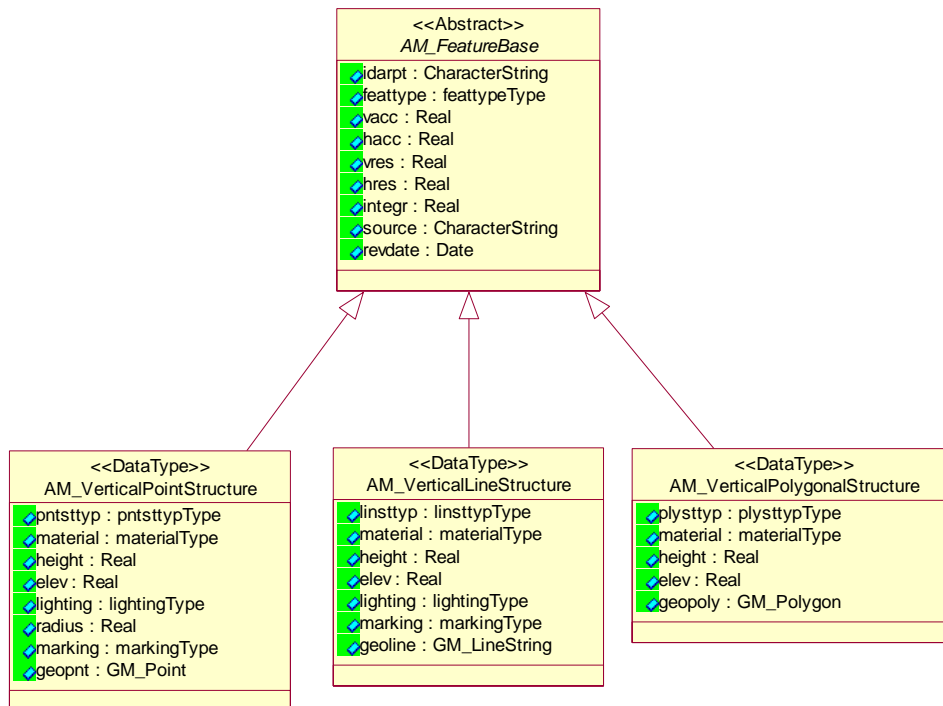 <<Abstract>>
AM_FeatureBase
idarpt : CharacterString
feattype : feattypeType
vacc : Real
hacc : Real
vres : Real
hres : Real
integr : Real
source : CharacterString
revdate : Date
<<DataType>>
AM_VerticalPointStructure
pntsttyp : pntsttypType
material : materialType
height : Real
elev : Real
lighting : lightingType
radius : Real
marking : markingType
geopnt : GM_Point
<<DataType>>
AM_VerticalLineStructure
linsttyp : linsttypType
material : materialType
height : Real
elev : Real
lighting : lightingType
marking : markingType
geoline : GM_LineString
<<DataType>>
AM_VerticalPolygonalStructure
plysttyp : plysttypType
material : materialType
height : Real
elev : Real
geopoly : GM_Polygon